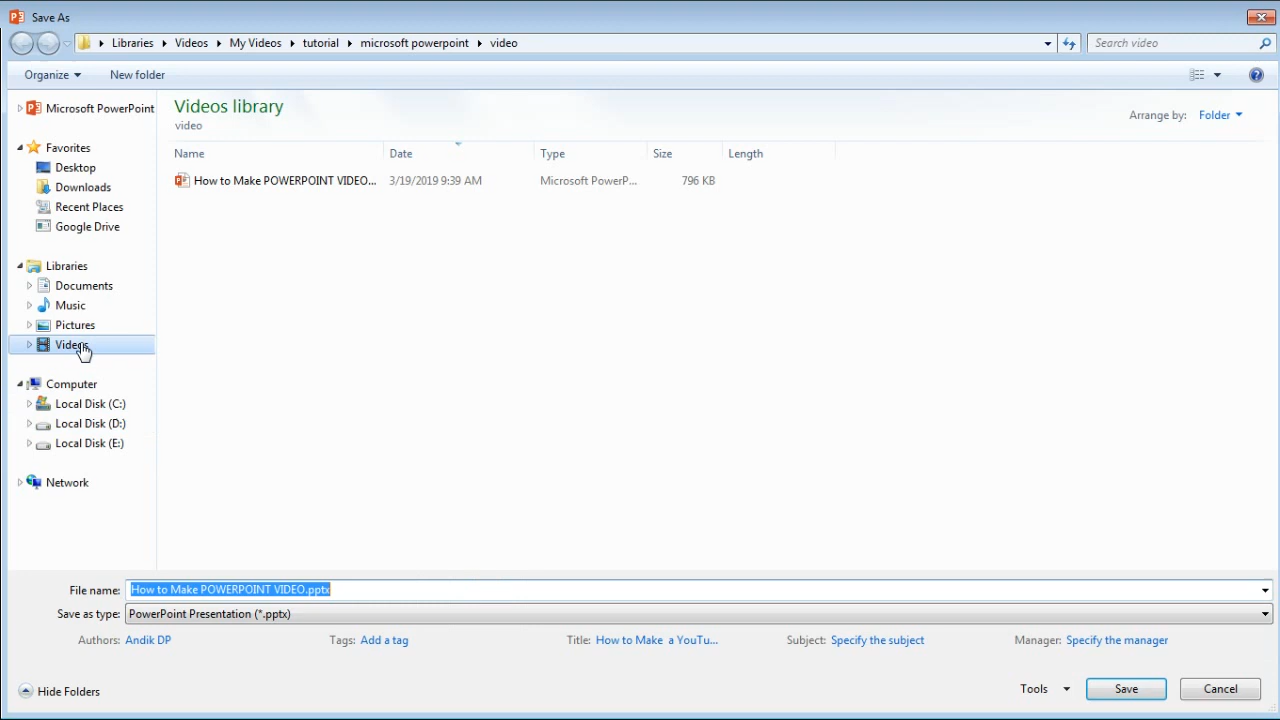 Save As
Libraries Videos My Videos tutorial microsoft powerpoint video Search video
Organize New folder
Microsoft PowerPoint
Favorites
Desktop
Downloads
Recent Places
Google Drive
Libraries
Documents
Music
Pictures
Videos
Computer
Local Disk (C:)
Local Disk (D:)
Local Disk (E:)
Network
Videos library
video
Arrange by: Folder
Name Date Type Size Length
How to Make POWERPOINT VIDEO... 3/19/2019 9:39 AM Microsoft PowerP... 796 KB
File name: How to Make POWERPOINT VIDEO.pptx
Save as type: PowerPoint Presentation (*.pptx)
Authors: Andik DP Tags: Add a tag Title: How to Make a YouTu... Subject: Specify the subject Manager: Specify the manager
Hide Folders Tools Save Cancel